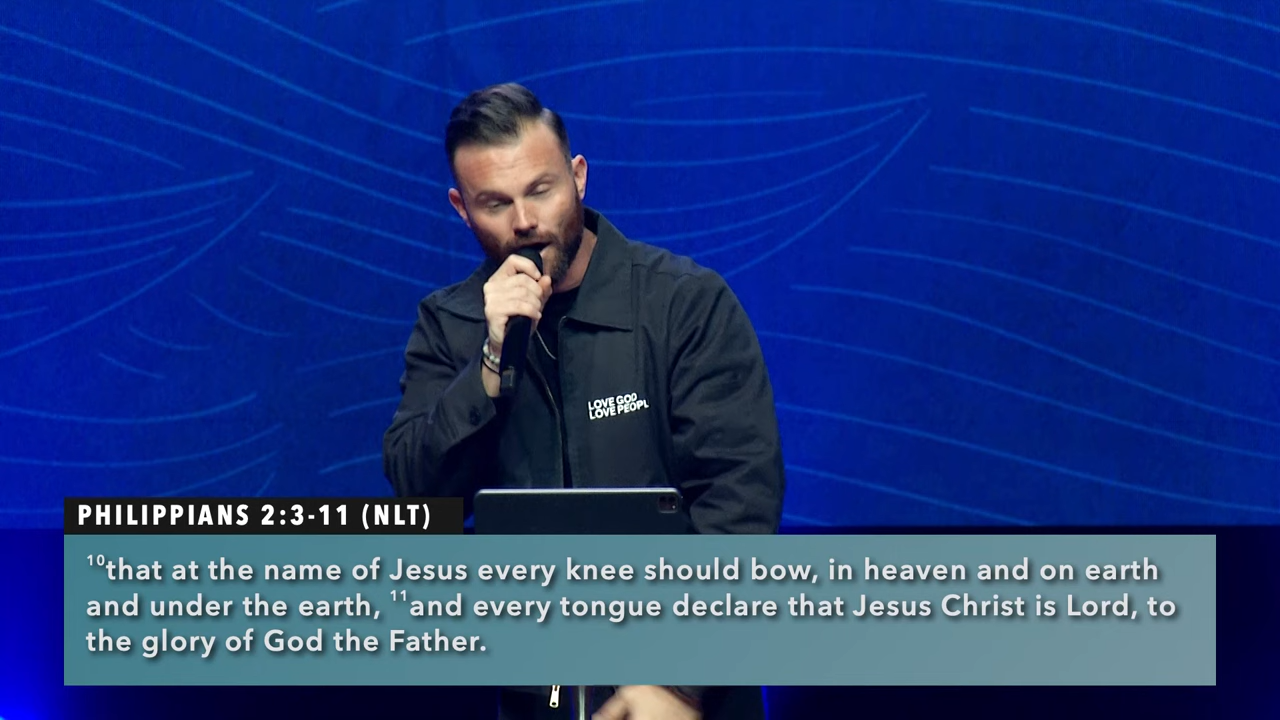 LOVE GOD
LOVE PEOPL
PHILIPPIANS 2:3-11 (NLT)
10that at the name of Jesus every knee should bow, in heaven and on earth
and under the earth, 11and every tongue declare that Jesus Christ is Lord, to
the glory of God the Father.